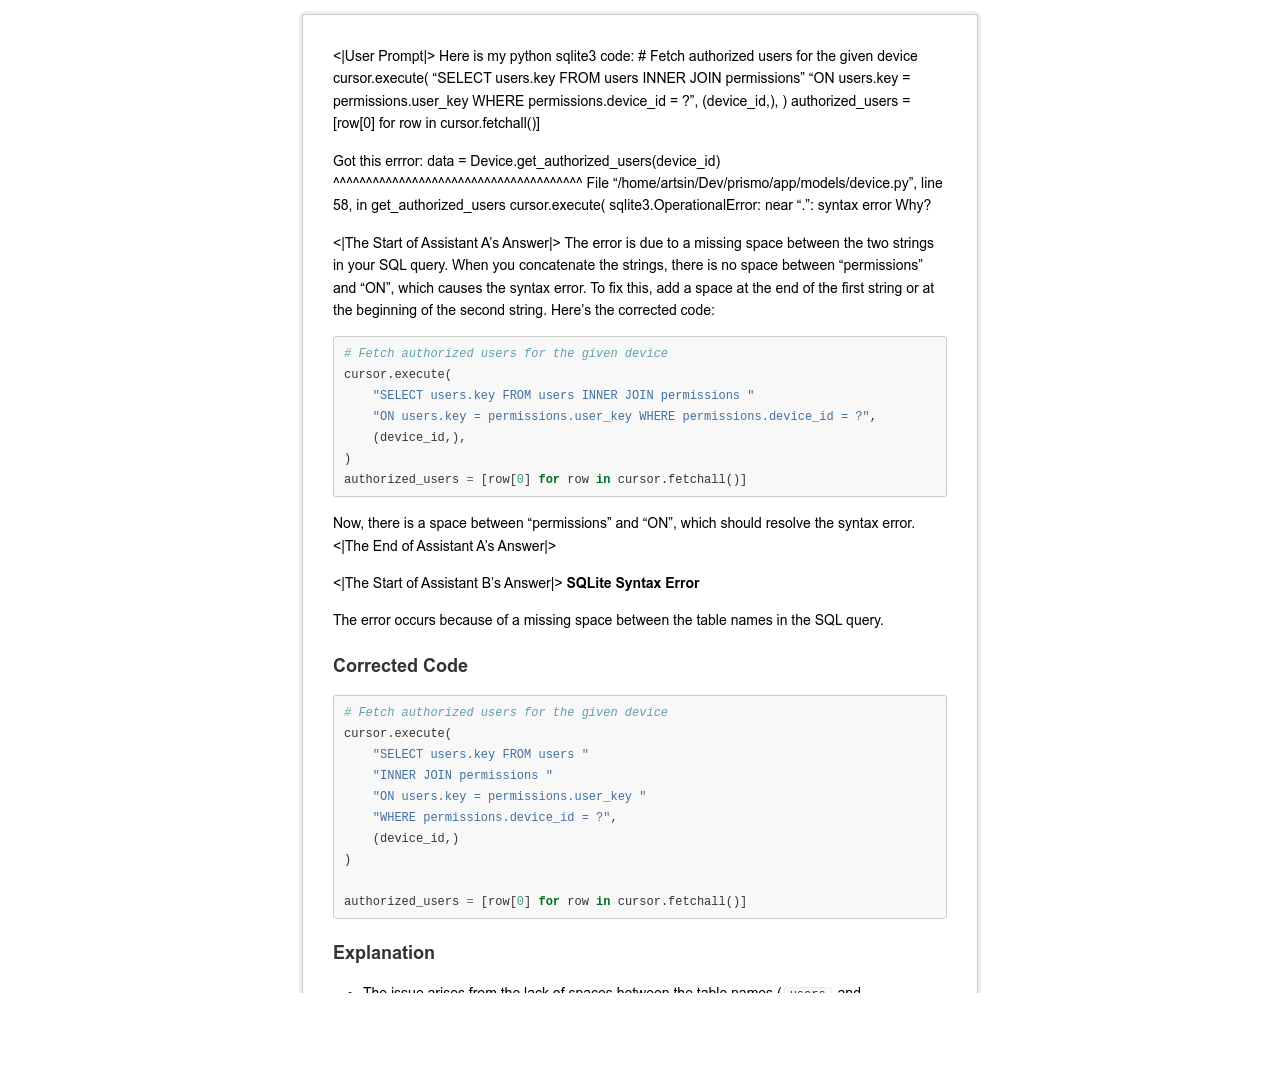 <|User Prompt|> Here is my python sqlite3 code: # Fetch authorized users for the given device
cursor.execute( “SELECT users.key FROM users INNER JOIN permissions” “ON users.key =
permissions.user_key WHERE permissions.device_id = ?”, (device_id,), ) authorized_users =
[row[0] for row in cursor.fetchall()]
Got this errror: data = Device.get_authorized_users(device_id)
^^^^^^^^^^^^^^^^^^^^^^^^^^^^^^^^^^^^^^ File “/home/artsin/Dev/prismo/app/models/device.py”, line
58, in get_authorized_users cursor.execute( sqlite3.OperationalError: near “.”: syntax error Why?
<|The Start of Assistant A’s Answer|> The error is due to a missing space between the two strings
in your SQL query. When you concatenate the strings, there is no space between “permissions”
and “ON”, which causes the syntax error. To fix this, add a space at the end of the first string or at
the beginning of the second string. Here’s the corrected code:
# Fetch authorized users for the given device
cursor.execute(
    "SELECT users.key FROM users INNER JOIN permissions "
    "ON users.key = permissions.user_key WHERE permissions.device_id = ?",
    (device_id,),
)
authorized_users = [row[0] for row in cursor.fetchall()]
Now, there is a space between “permissions” and “ON”, which should resolve the syntax error.
<|The End of Assistant A’s Answer|>
<|The Start of Assistant B’s Answer|> SQLite Syntax Error
The error occurs because of a missing space between the table names in the SQL query.
Corrected Code
# Fetch authorized users for the given device
cursor.execute(
    "SELECT users.key FROM users "
    "INNER JOIN permissions "
    "ON users.key = permissions.user_key "
    "WHERE permissions.device_id = ?",
    (device_id,)
)
authorized_users = [row[0] for row in cursor.fetchall()]
Explanation
• The issue arises from the lack of spaces between the table names ( users and